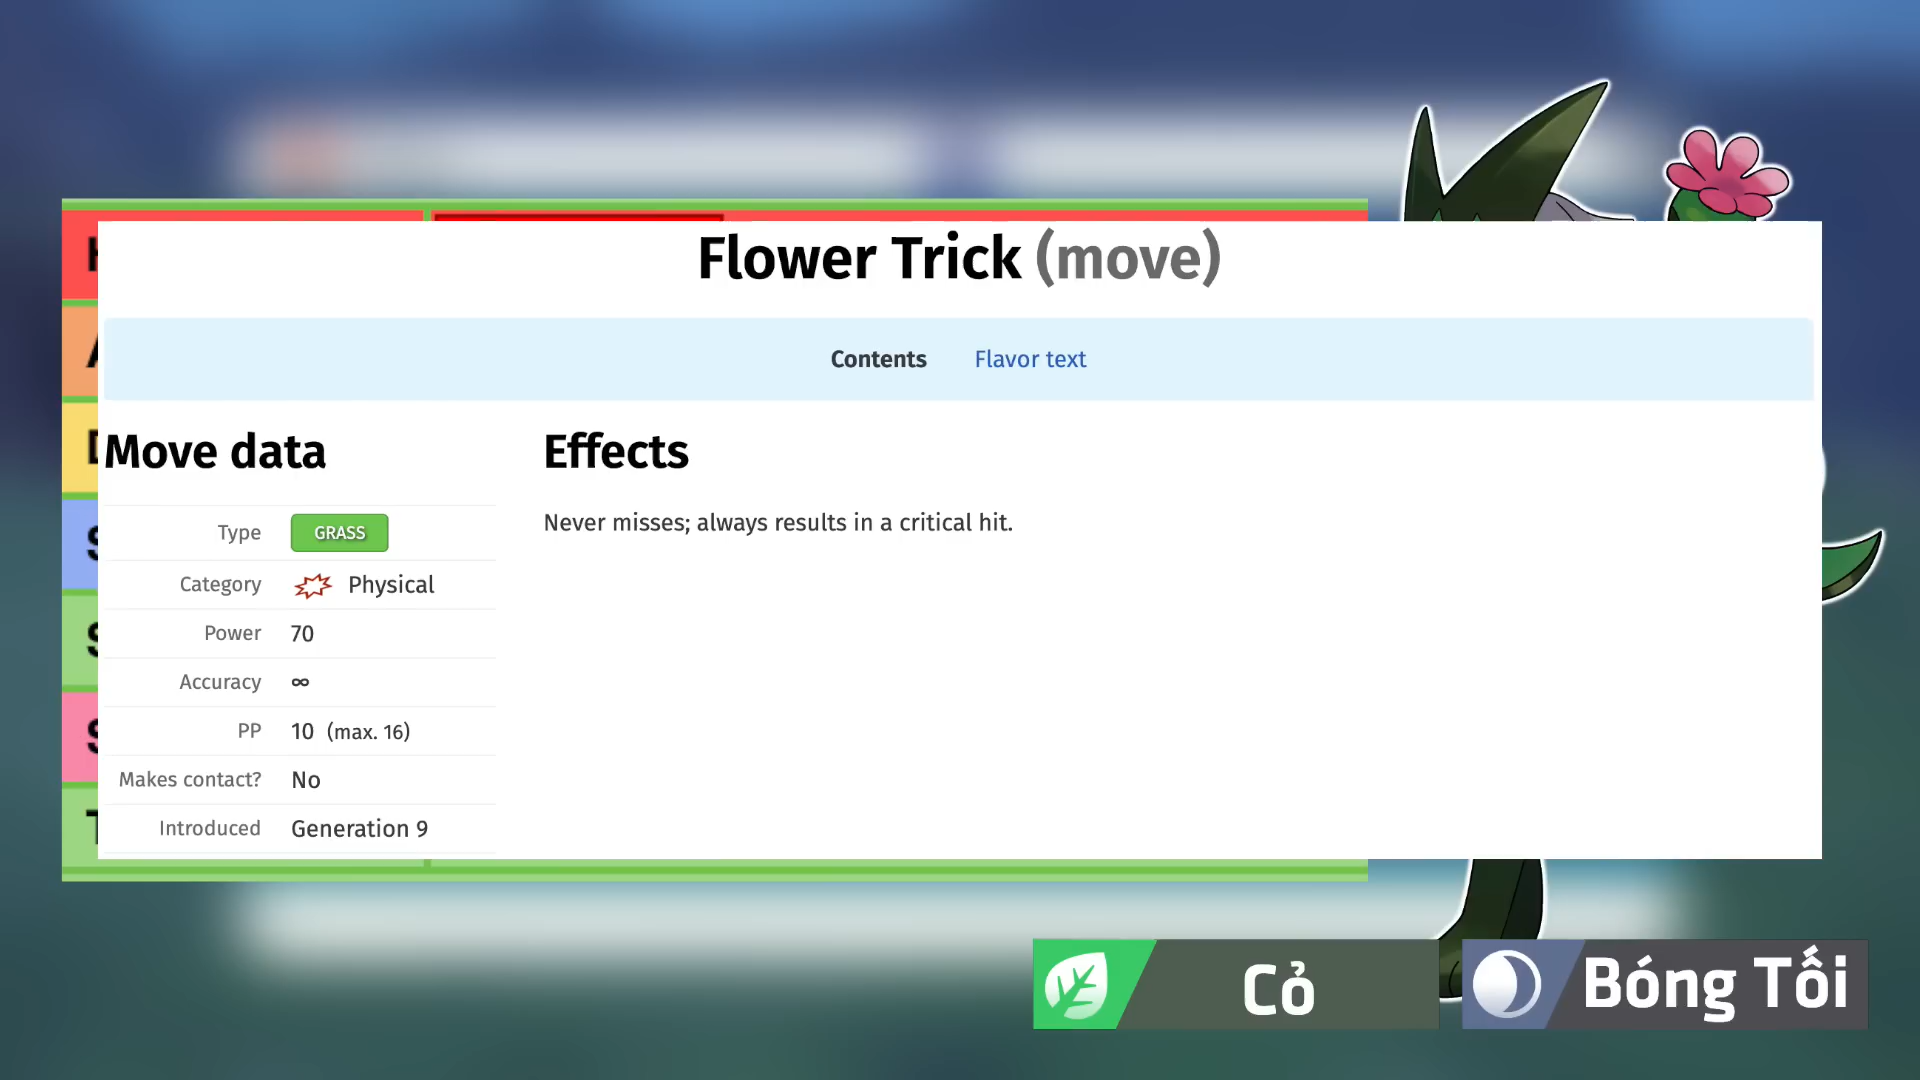 Flower Trick (move)
Contents Flavor text
Move data
Type GRASS
Category Physical
Power 70
Accuracy ∞
PP 10 (max. 16)
Makes contact? No
Introduced Generation 9
Effects
Never misses; always results in a critical hit.
Cỏ
Bóng Tối